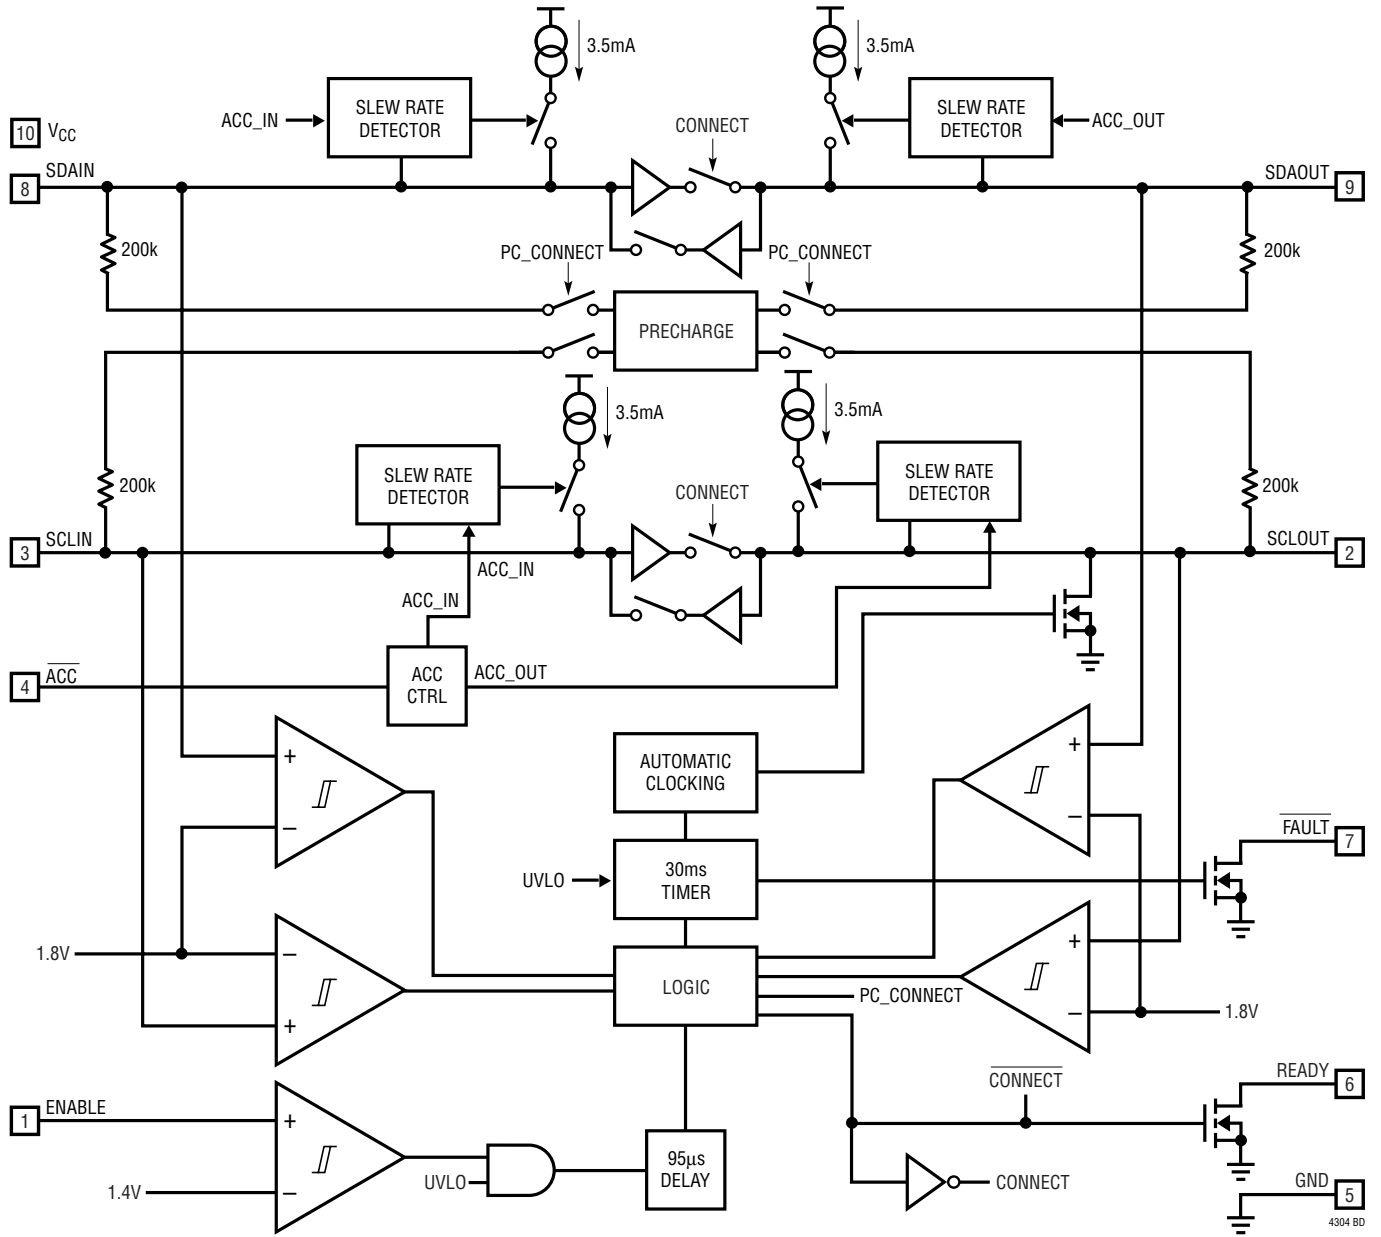 3.5mA
3.5mA
ACC_IN
SLEW RATE
DETECTOR
CONNECT
SLEW RATE
DETECTOR
ACC_OUT
10 VCC
8 SDAIN
SDAOUT 9
200k
PC_CONNECT
PC_CONNECT
200k
PRECHARGE
3.5mA
3.5mA
SLEW RATE
DETECTOR
CONNECT
SLEW RATE
DETECTOR
200k
200k
3 SCLIN
SCLOUT 2
ACC_IN
ACC_IN
4 ACC
ACC
CTRL
ACC_OUT
+
−
AUTOMATIC
CLOCKING
+
−
FAULT 7
UVLO
30ms
TIMER
1.8V
−
+
LOGIC
PC_CONNECT
+
−
1.8V
CONNECT
READY 6
1 ENABLE
+
−
1.4V
UVLO
95μs
DELAY
CONNECT
GND 5
4304 BD